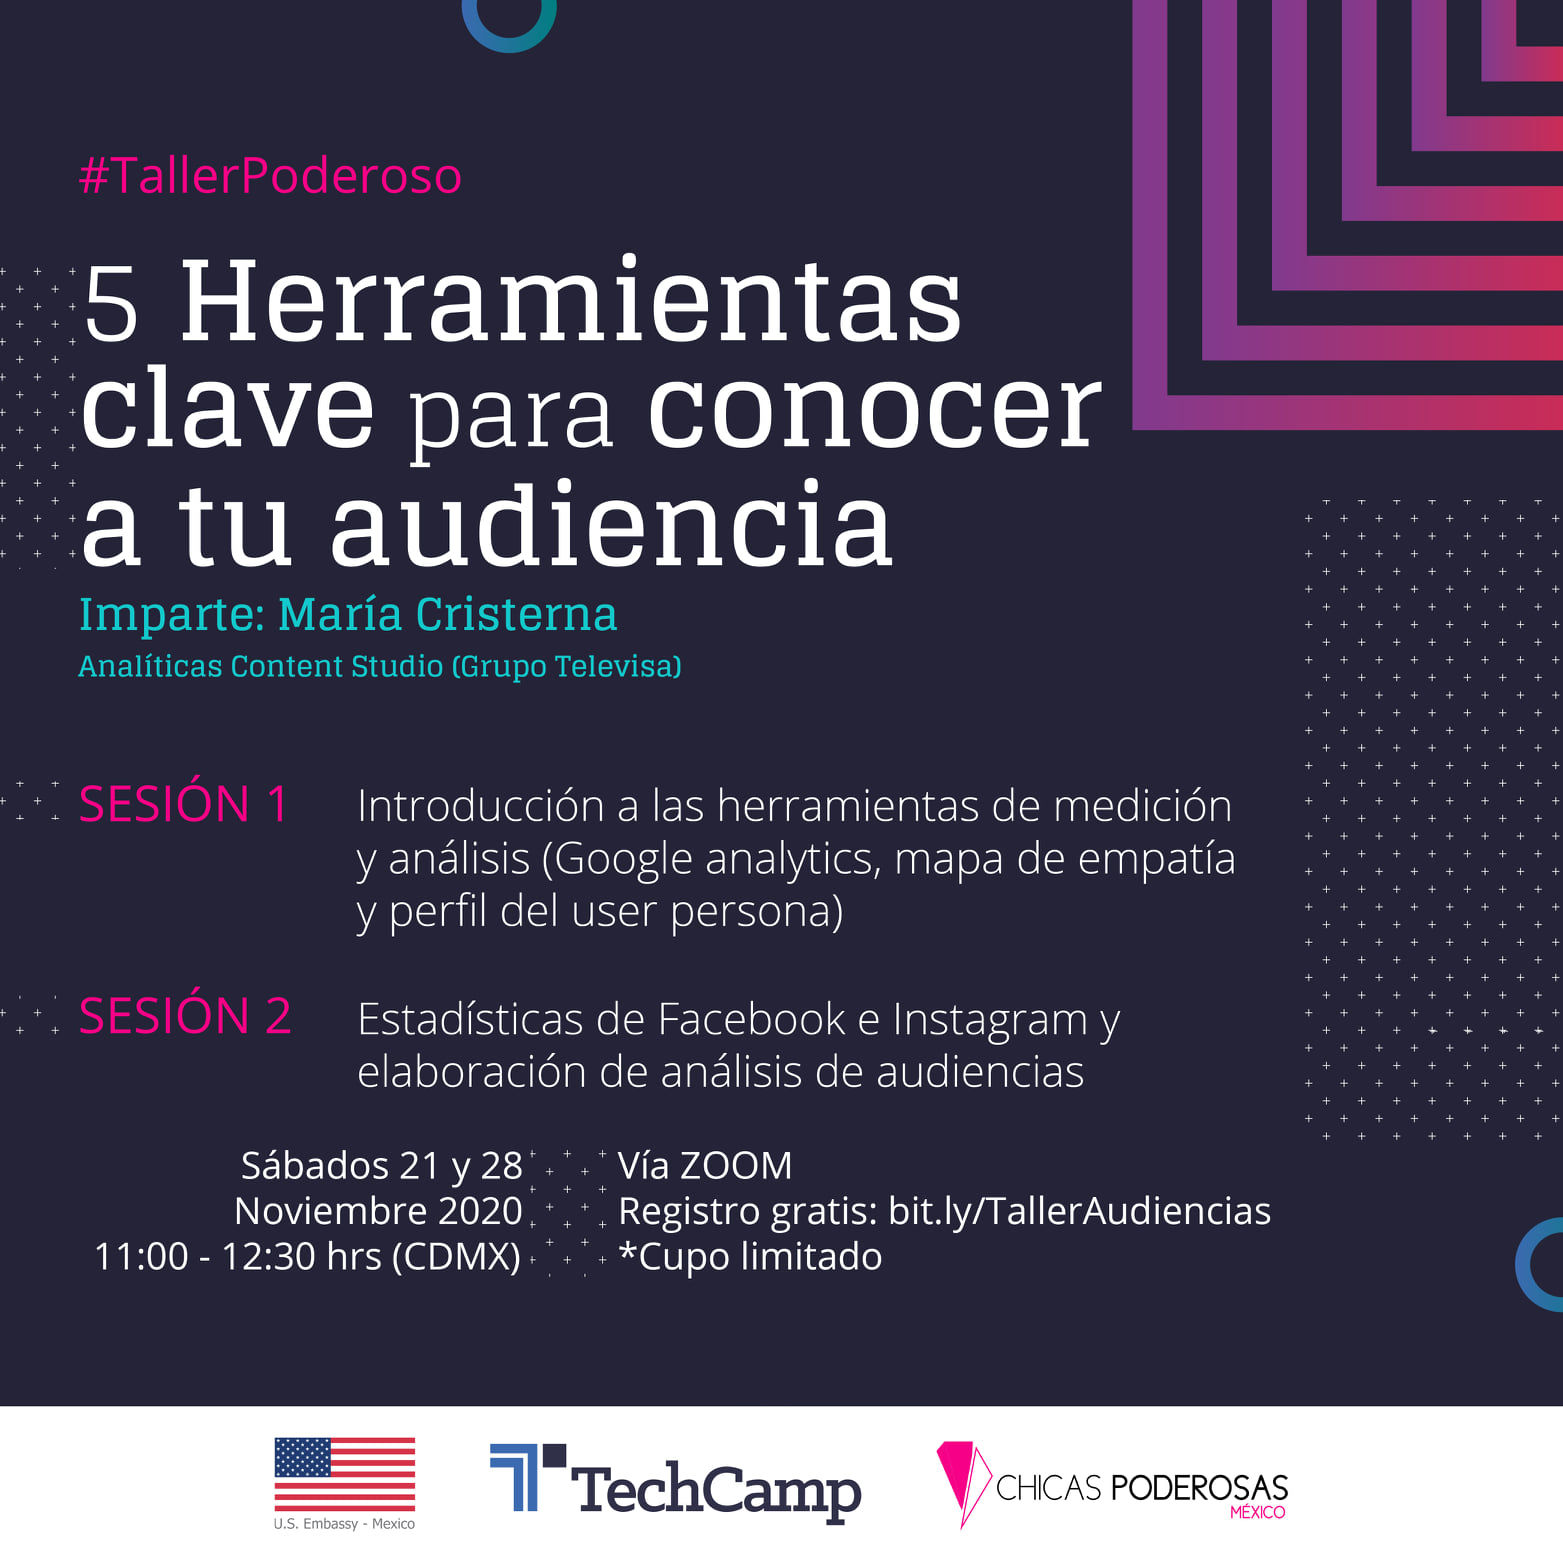 #TallerPoderoso
5 Herramientas
clave para conocer
a tu audiencia
Imparte: María Cristerna
Analíticas Content Studio (Grupo Televisa)
SESIÓN 1
Introducción a las herramientas de medición
y análisis (Google analytics, mapa de empatía
y perfil del user persona)
SESIÓN 2
Estadísticas de Facebook e Instagram y
elaboración de análisis de audiencias
Sábados 21 y 28
Noviembre 2020
11:00 - 12:30 hrs (CDMX)
Vía ZOOM
Registro gratis: bit.ly/TallerAudiencias
*Cupo limitado
U.S. Embassy - Mexico
TechCamp
CHICAS PODEROSAS
MÉXICO